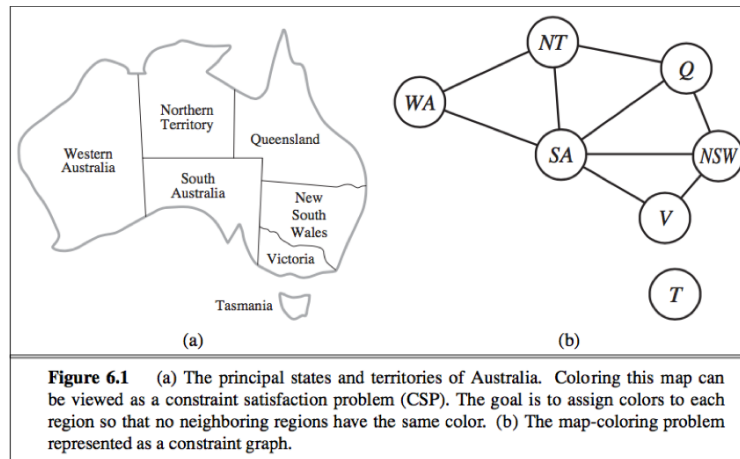 Northern
Territory
Western
Australia
Queensland
South
Australia
New
South
Wales
Victoria
Tasmania
(a)
NT
Q
WA
SA
NSW
V
T
(b)
Figure 6.1 (a) The principal states and territories of Australia. Coloring this map can
be viewed as a constraint satisfaction problem (CSP). The goal is to assign colors to each
region so that no neighboring regions have the same color. (b) The map-coloring problem
represented as a constraint graph.